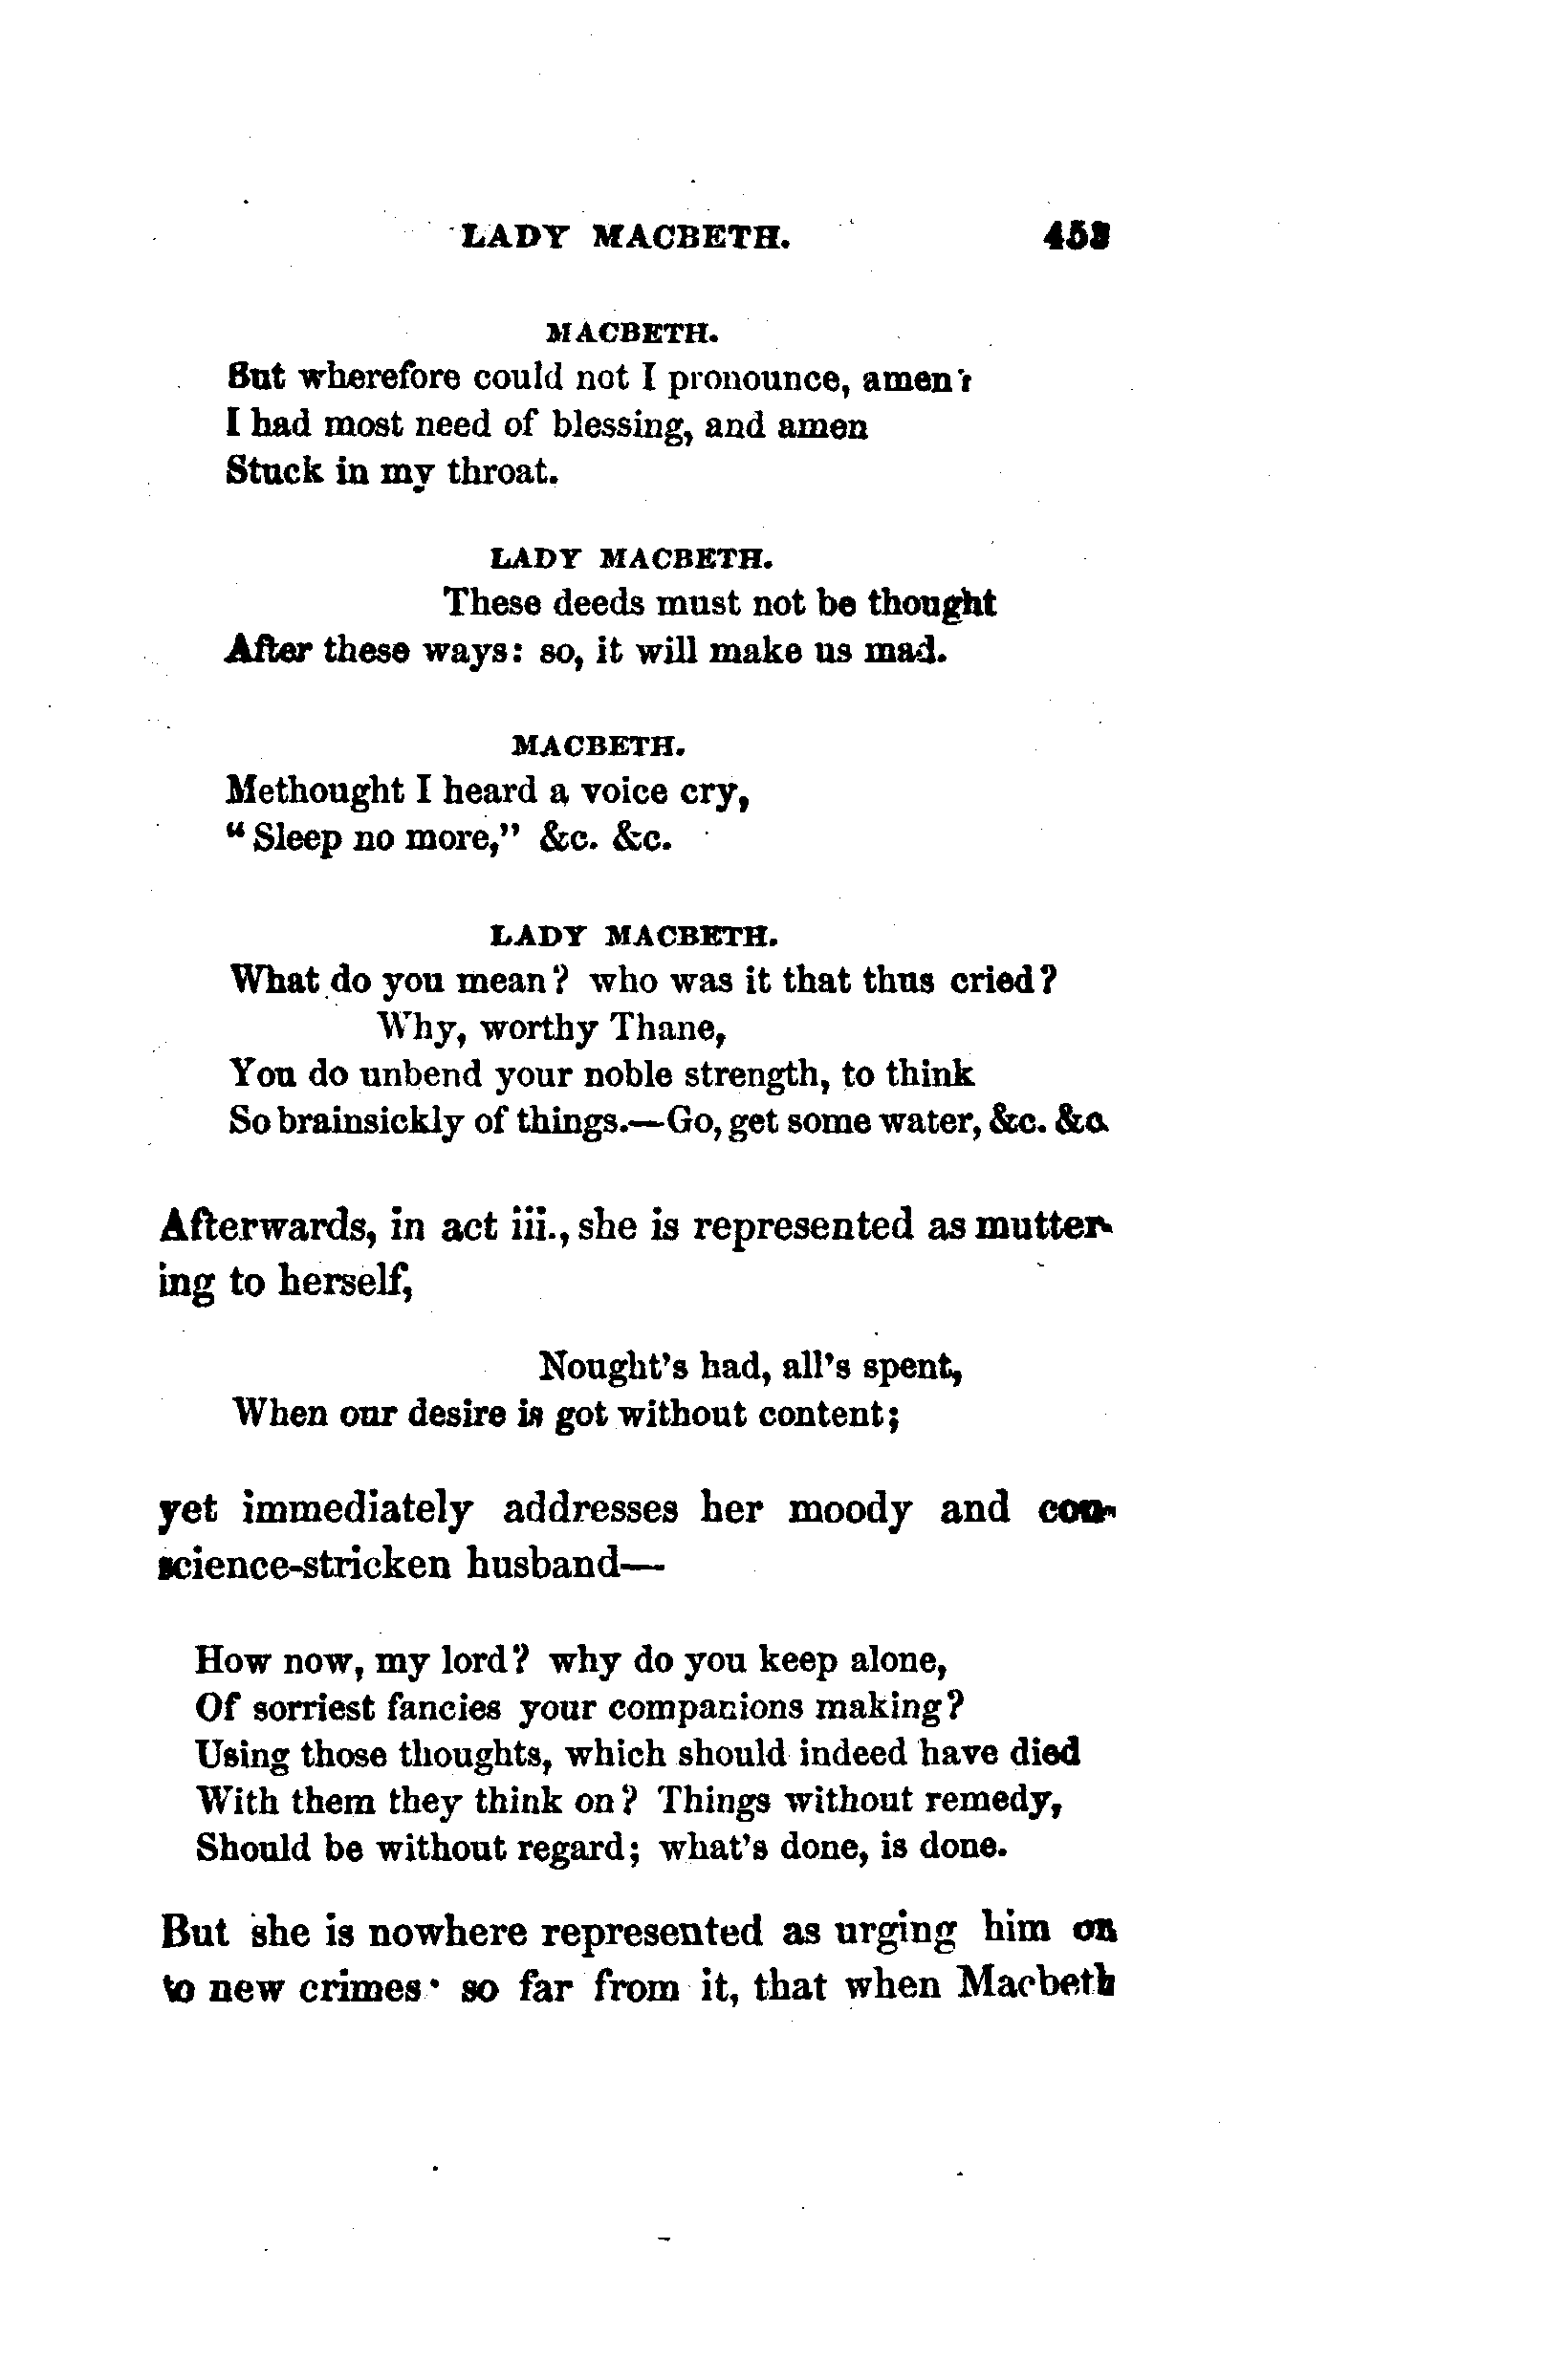 LADY MACBETH. 453
MACBETH.
But wherefore could not I pronounce, amen?
I had most need of blessing, and amen
Stuck in my throat.
LADY MACBETH.
These deeds must not be thought
After these ways: so, it will make us mad.
MACBETH.
Methought I heard a voice cry,
"Sleep no more," &c. &c.
LADY MACBETH.
What do you mean? who was it that thus cried?
Why, worthy Thane,
You do unbend your noble strength, to think
So brainsickly of things.—Go, get some water, &c. &c.
Afterwards, in act iii., she is represented as mutter-
ing to herself,
Nought's had, all's spent,
When our desire is got without content;
yet immediately addresses her moody and con-
science-stricken husband—
How now, my lord? why do you keep alone,
Of sorriest fancies your companions making?
Using those thoughts, which should indeed have died
With them they think on? Things without remedy,
Should be without regard; what's done, is done.
But she is nowhere represented as urging him on
to new crimes; so far from it, that when Macbeth